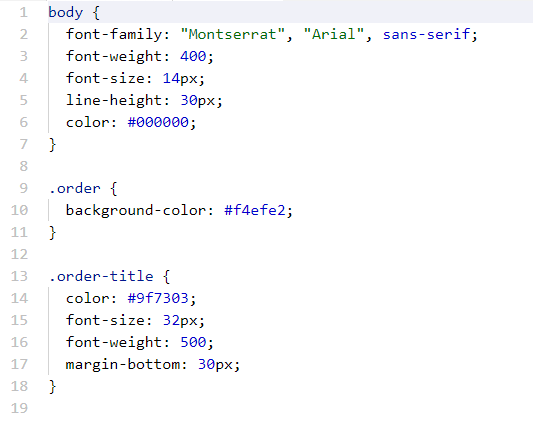 1 body {
2   font-family: "Montserrat", "Arial", sans-serif;
3   font-weight: 400;
4   font-size: 14px;
5   line-height: 30px;
6   color: #000000;
7 }
8
9 .order {
10   background-color: #f4efe2;
11 }
12
13 .order-title {
14   color: #9f7303;
15   font-size: 32px;
16   font-weight: 500;
17   margin-bottom: 30px;
18 }
19